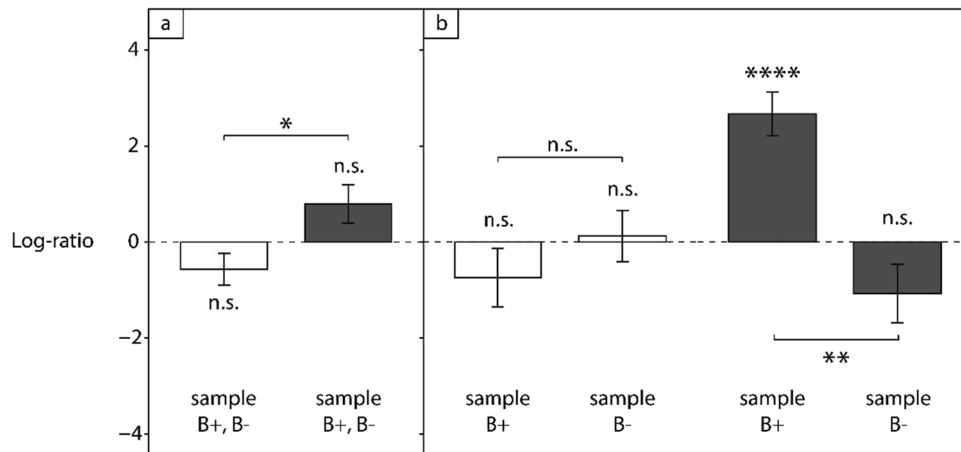 a
b
4
2
0
−2
−4
Log-ratio
*
n.s.
n.s.
n.s.
n.s.
n.s.
****
n.s.
**
sample
B+, B-
sample
B+, B-
sample
B+
sample
B-
sample
B+
sample
B-